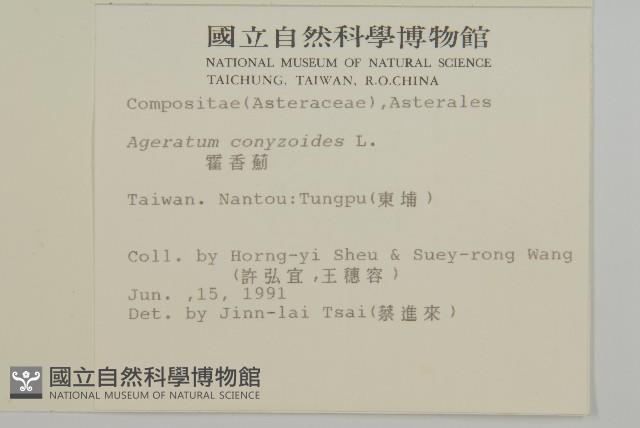 國立自然科學博物館
NATIONAL MUSEUM OF NATURAL SCIENCE
TAICHUNG, TAIWAN, R.O.CHINA
Compositae(Asteraceae),Asterales
Ageratum conyzoides L.
霍香薊
Taiwan. Nantou:Tungpu(東埔)
Coll. by Horng-yi Sheu & Suey-rong Wang
(許弘宜,王穗容)
Jun. ,15, 1991
Det. by Jinn-lai Tsai(蔡進來)
國立自然科學博物館
NATIONAL MUSEUM OF NATURAL SCIENCE